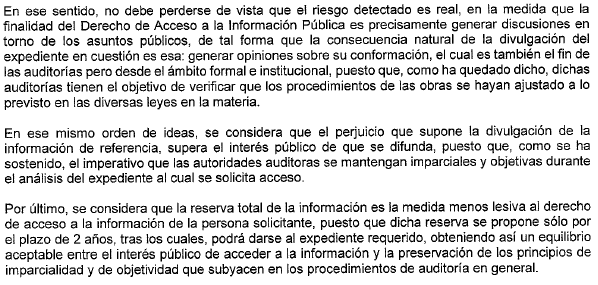 En ese sentido, no debe perderse de vista que el riesgo detectado es real, en la medida que la
finalidad del Derecho de Acceso a la Información Pública es precisamente generar discusiones en
torno de los asuntos públicos, de tal forma que la consecuencia natural de la divulgación del
expediente en cuestión es esa: generar opiniones sobre su conformación, el cual es también el fin de
las auditorías pero desde el ámbito formal e institucional, puesto que, como ha quedado dicho, dichas
auditorías tienen el objetivo de verificar que los procedimientos de las obras se hayan ajustado a lo
previsto en las diversas leyes en la materia.
En ese mismo orden de ideas, se considera que el perjuicio que supone la divulgación de la
información de referencia, supera el interés público de que se difunda, puesto que, como se ha
sostenido, el imperativo que las autoridades auditoras se mantengan imparciales y objetivas durante
el análisis del expediente al cual se solicita acceso.
Por último, se considera que la reserva total de la información es la medida menos lesiva al derecho
de acceso a la información de la persona solicitante, puesto que dicha reserva se propone sólo por
el plazo de 2 años, tras los cuales, podrá darse al expediente requerido, obteniendo así un equilibrio
aceptable entre el interés público de acceder a la información y la preservación de los principios de
imparcialidad y de objetividad que subyacen en los procedimientos de auditoría en general.